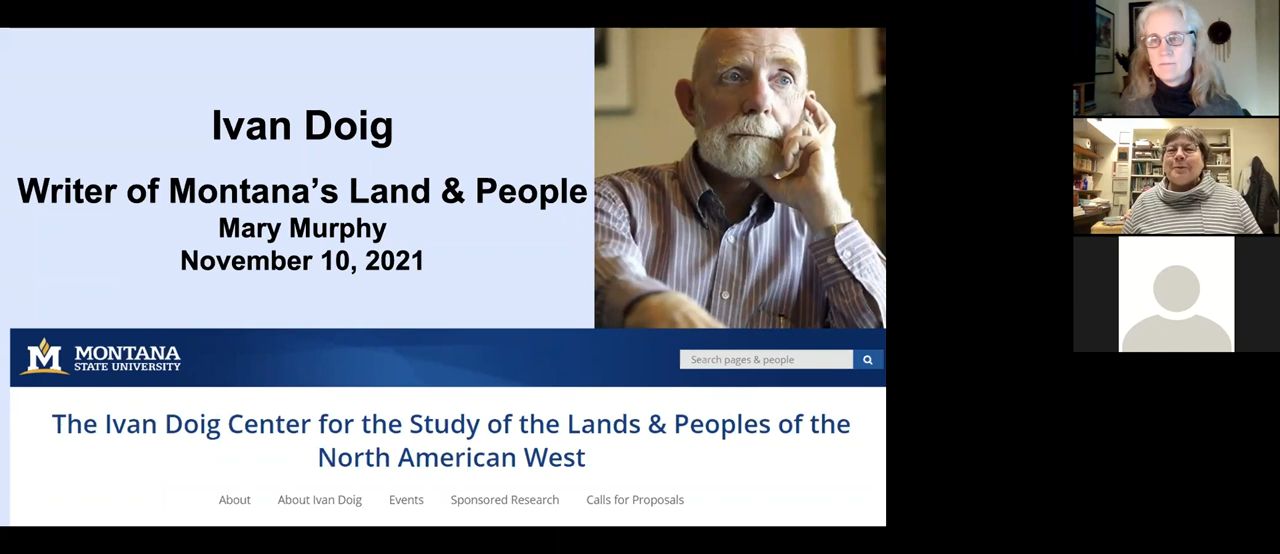 Ivan Doig
Writer of Montana's Land & People
Mary Murphy
November 10, 2021
M MONTANA
STATE UNIVERSITY
Search pages & people
The Ivan Doig Center for the Study of the Lands & Peoples of the
North American West
About About Ivan Doig Events Sponsored Research Calls for Proposals